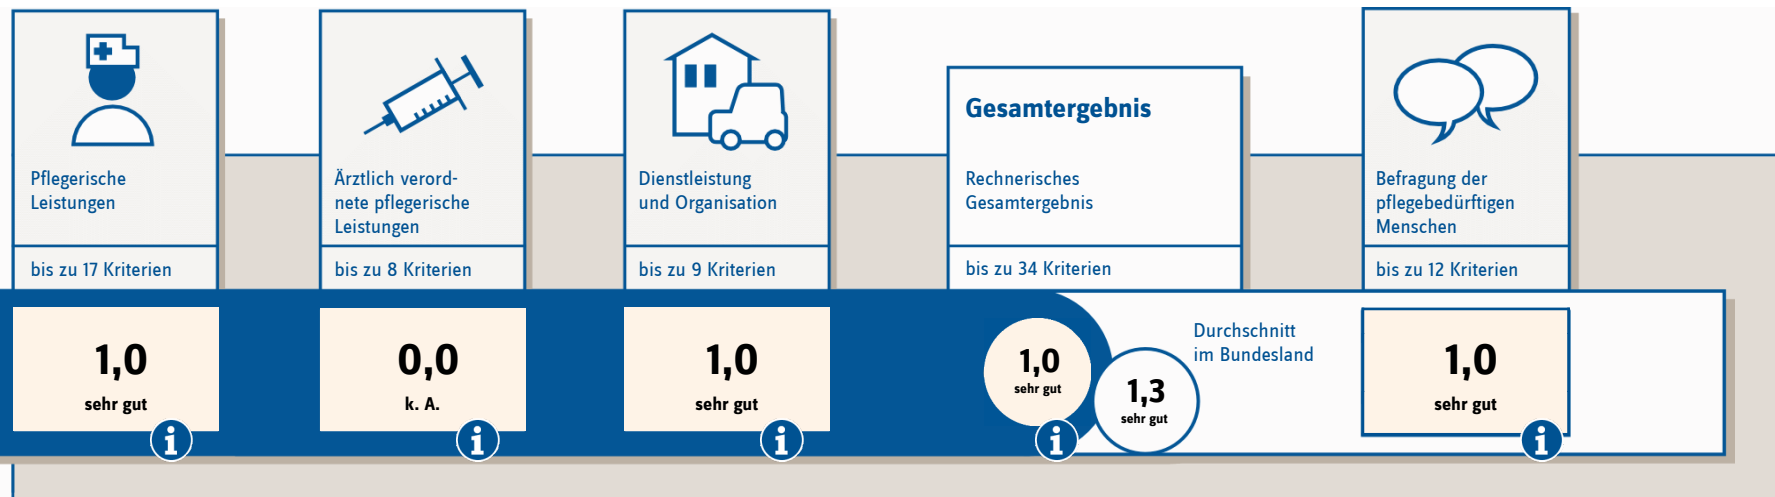 Pflegerische
Leistungen
bis zu 17 Kriterien
1,0
sehr gut
i
Ärztlich verord-
nete pflegerische
Leistungen
bis zu 8 Kriterien
0,0
k. A.
i
Dienstleistung
und Organisation
bis zu 9 Kriterien
1,0
sehr gut
i
Gesamtergebnis
Rechnerisches
Gesamtergebnis
bis zu 34 Kriterien
1,0
sehr gut
i
1,3
sehr gut
Durchschnitt
im Bundesland
Befragung der
pflegebedürftigen
Menschen
bis zu 12 Kriterien
1,0
sehr gut
i